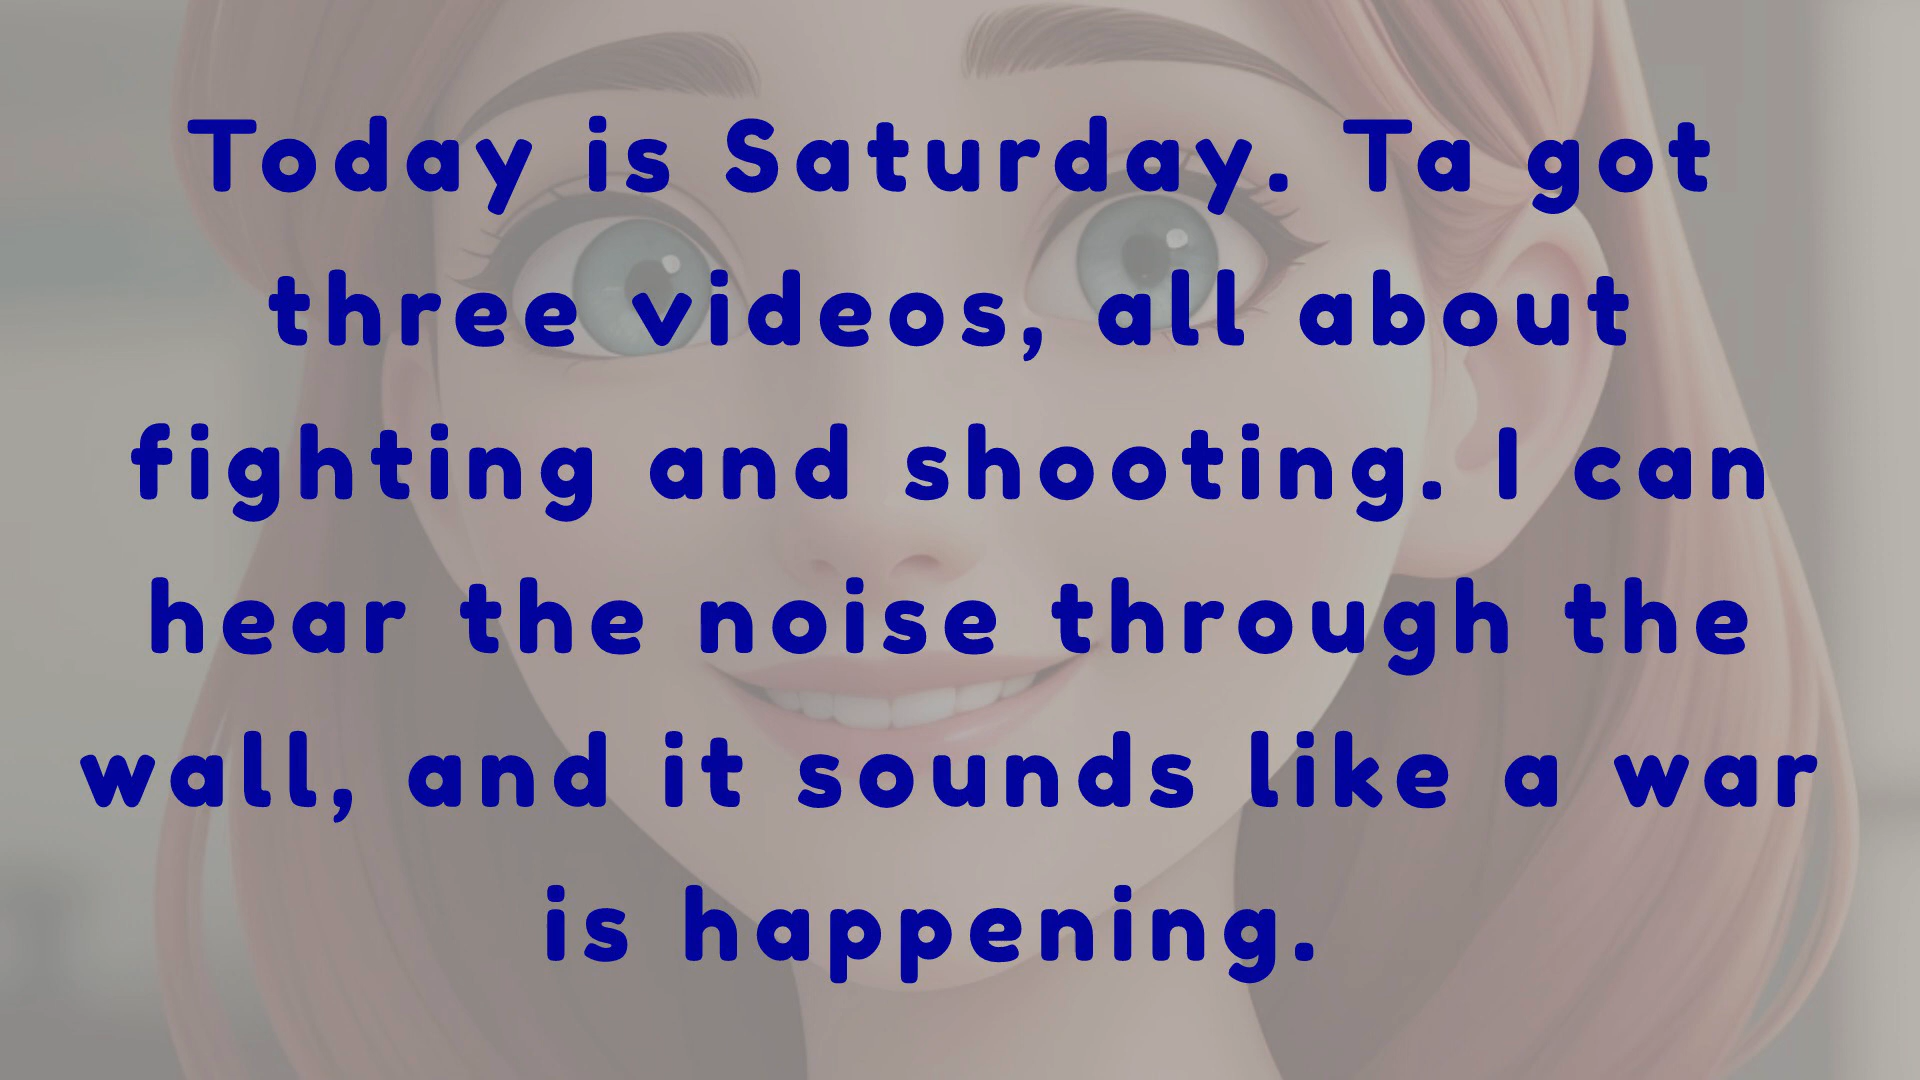 Today is Saturday. Ta got
three videos, all about
fighting and shooting. I can
hear the noise through the
wall, and it sounds like a war
is happening.